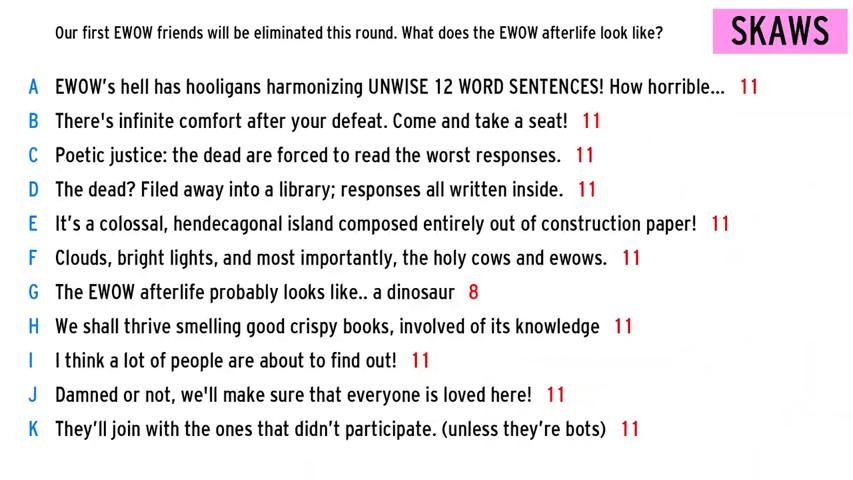 Our first EWOW friends will be eliminated this round. What does the EWOW afterlife look like?
SKAWS
A EWOW's hell has hooligans harmonizing UNWISE 12 WORD SENTENCES! How horrible... 11
B There's infinite comfort after your defeat. Come and take a seat! 11
C Poetic justice: the dead are forced to read the worst responses. 11
D The dead? Filed away into a library; responses all written inside. 11
E It's a colossal, hendecagonal island composed entirely out of construction paper! 11
F Clouds, bright lights, and most importantly, the holy cows and ewows. 11
G The EWOW afterlife probably looks like.. a dinosaur 8
H We shall thrive smelling good crispy books, involved of its knowledge 11
I I think a lot of people are about to find out! 11
J Damned or not, we'll make sure that everyone is loved here! 11
K They'll join with the ones that didn't participate. (unless they're bots) 11